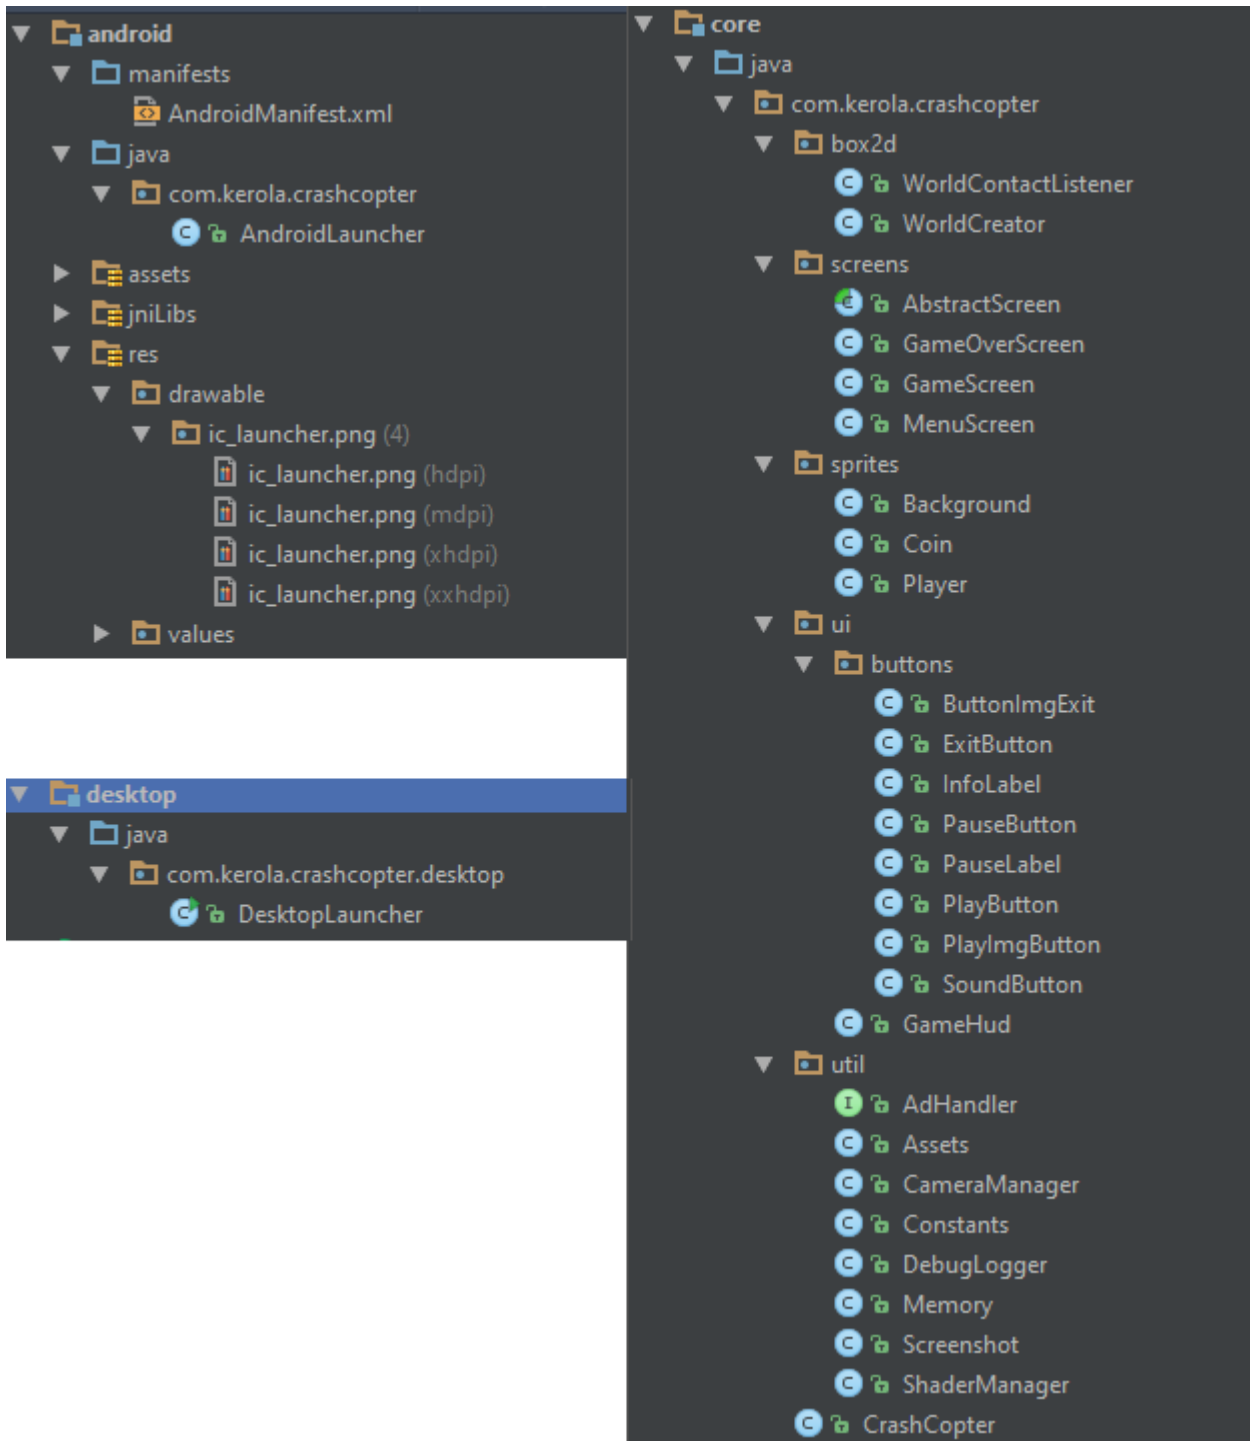 android
manifests
AndroidManifest.xml
java
com.kerola.crashcopter
AndroidLauncher
assets
jniLibs
res
drawable
ic_launcher.png (4)
ic_launcher.png (hdpi)
ic_launcher.png (mdpi)
ic_launcher.png (xhdpi)
ic_launcher.png (xxhdpi)
values
desktop
java
com.kerola.crashcopter.desktop
DesktopLauncher
core
java
com.kerola.crashcopter
box2d
WorldContactListener
WorldCreator
screens
AbstractScreen
GameOverScreen
GameScreen
MenuScreen
sprites
Background
Coin
Player
ui
buttons
ButtonImgExit
ExitButton
InfoLabel
PauseButton
PauseLabel
PlayButton
PlayImgButton
SoundButton
GameHud
util
AdHandler
Assets
CameraManager
Constants
DebugLogger
Memory
Screenshot
ShaderManager
CrashCopter